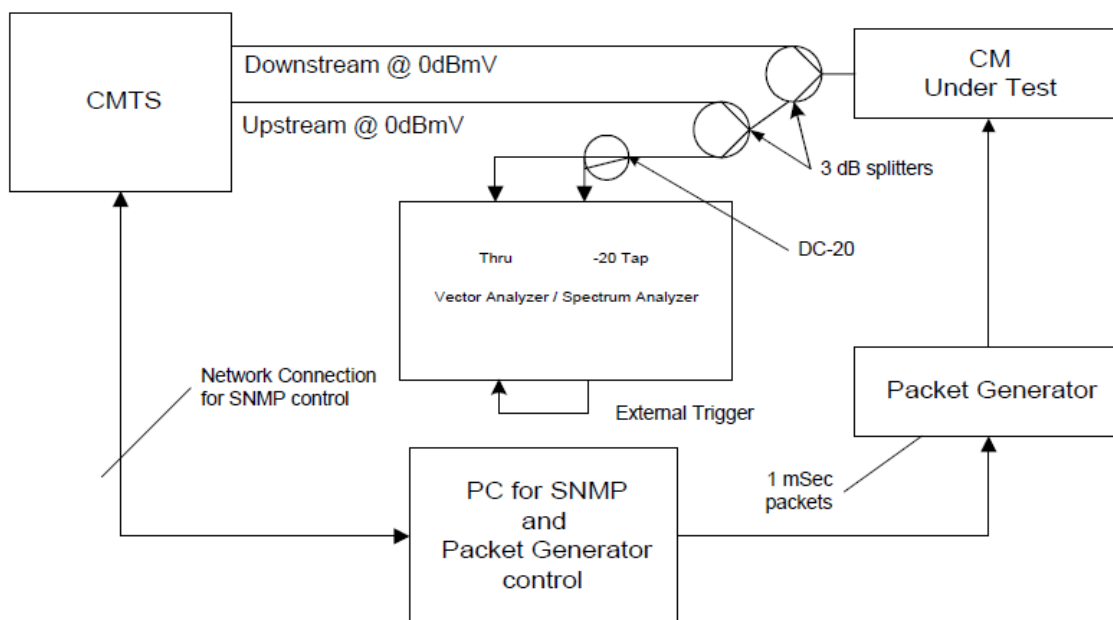 CMTS
Downstream @ 0dBmV
Upstream @ 0dBmV
CM
Under Test
3 dB splitters
DC-20
Thru
-20 Tap
Vector Analyzer / Spectrum Analyzer
Network Connection
for SNMP control
External Trigger
Packet Generator
1 mSec
packets
PC for SNMP
and
Packet Generator
control